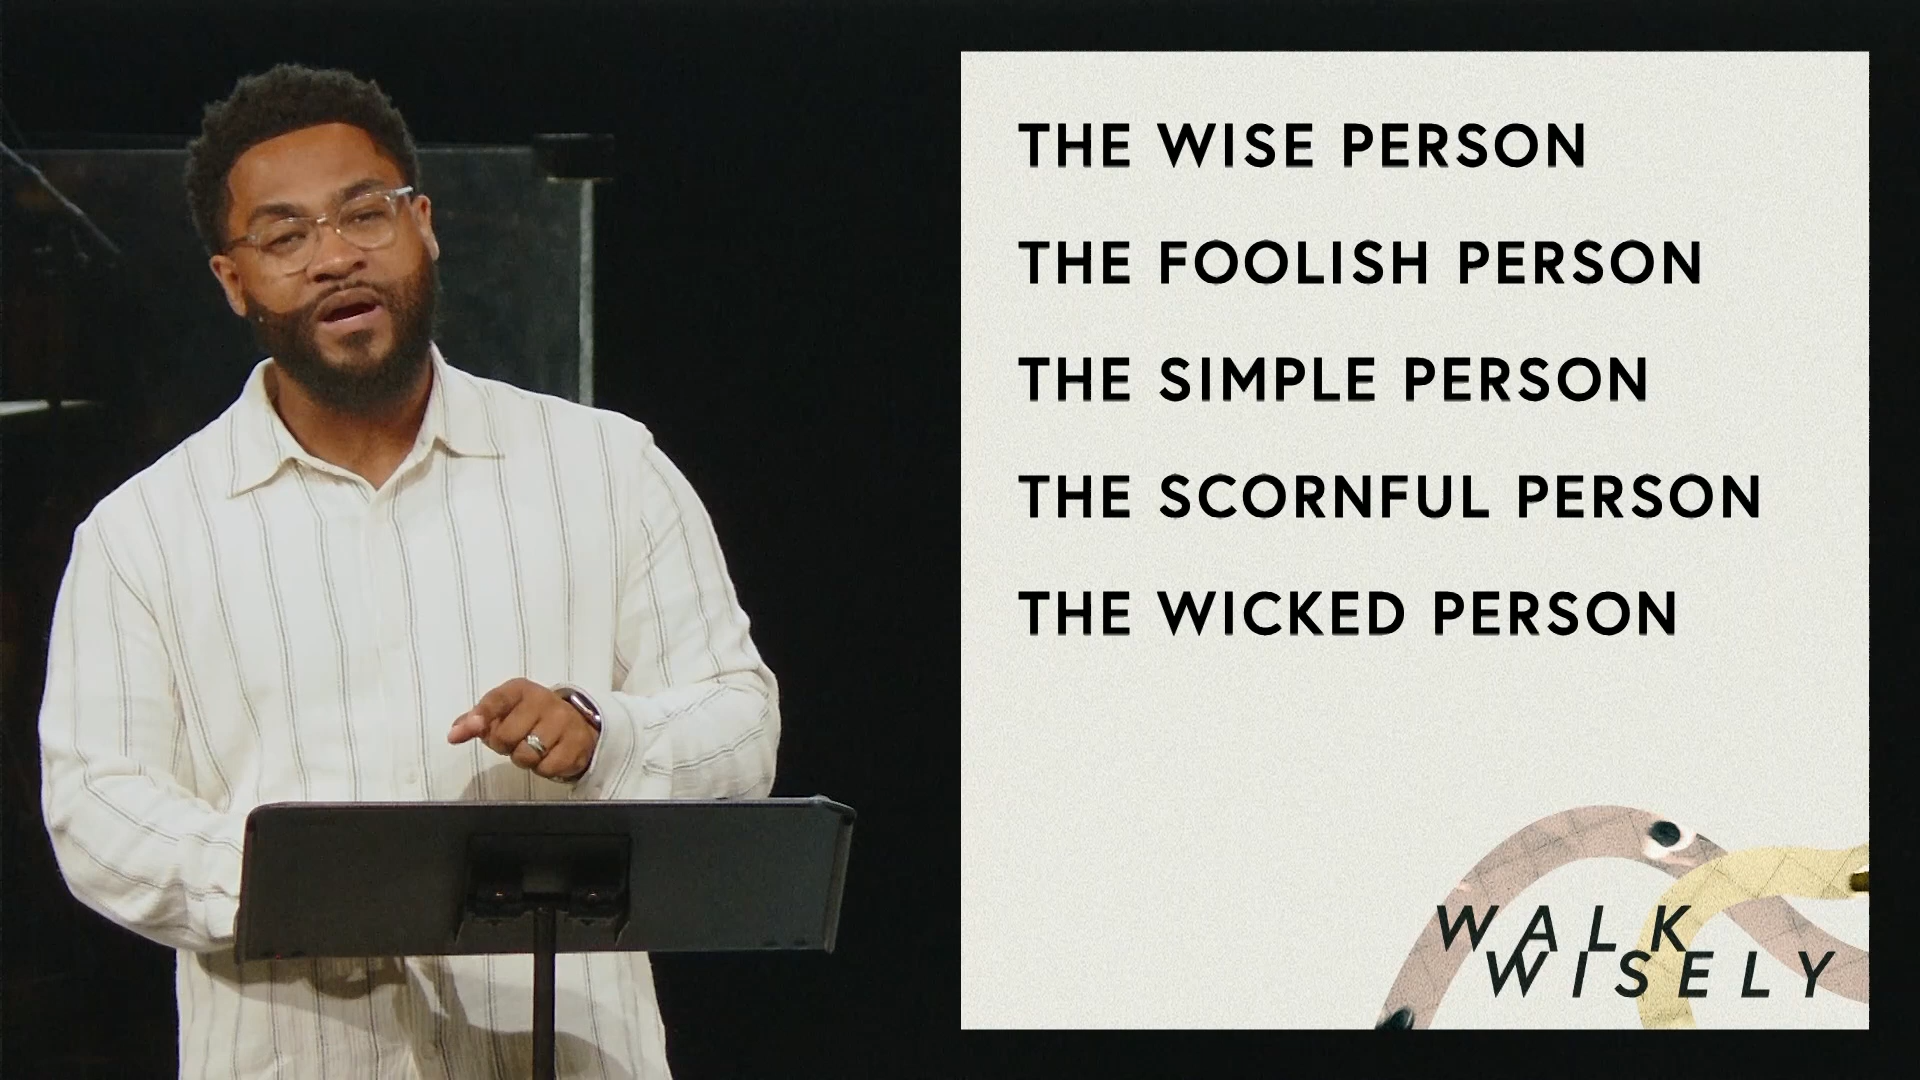 THE WISE PERSON
THE FOOLISH PERSON
THE SIMPLE PERSON
THE SCORNFUL PERSON
THE WICKED PERSON
WALK
WISELY